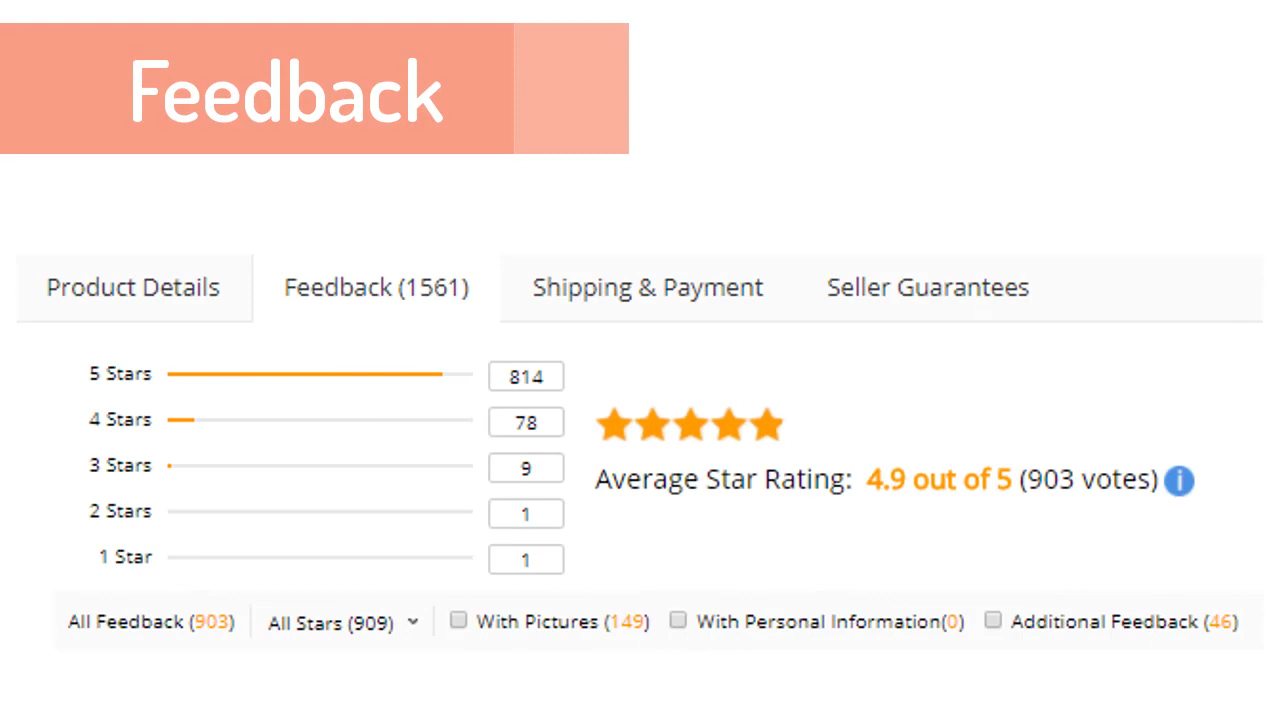 Feedback
Product Details Feedback (1561) Shipping & Payment Seller Guarantees
5 Stars 814
4 Stars 78
3 Stars 9
2 Stars 1
1 Star 1
Average Star Rating: 4.9 out of 5 (903 votes) i
All Feedback (903) All Stars (909) With Pictures (149) With Personal Information(0) Additional Feedback (46)